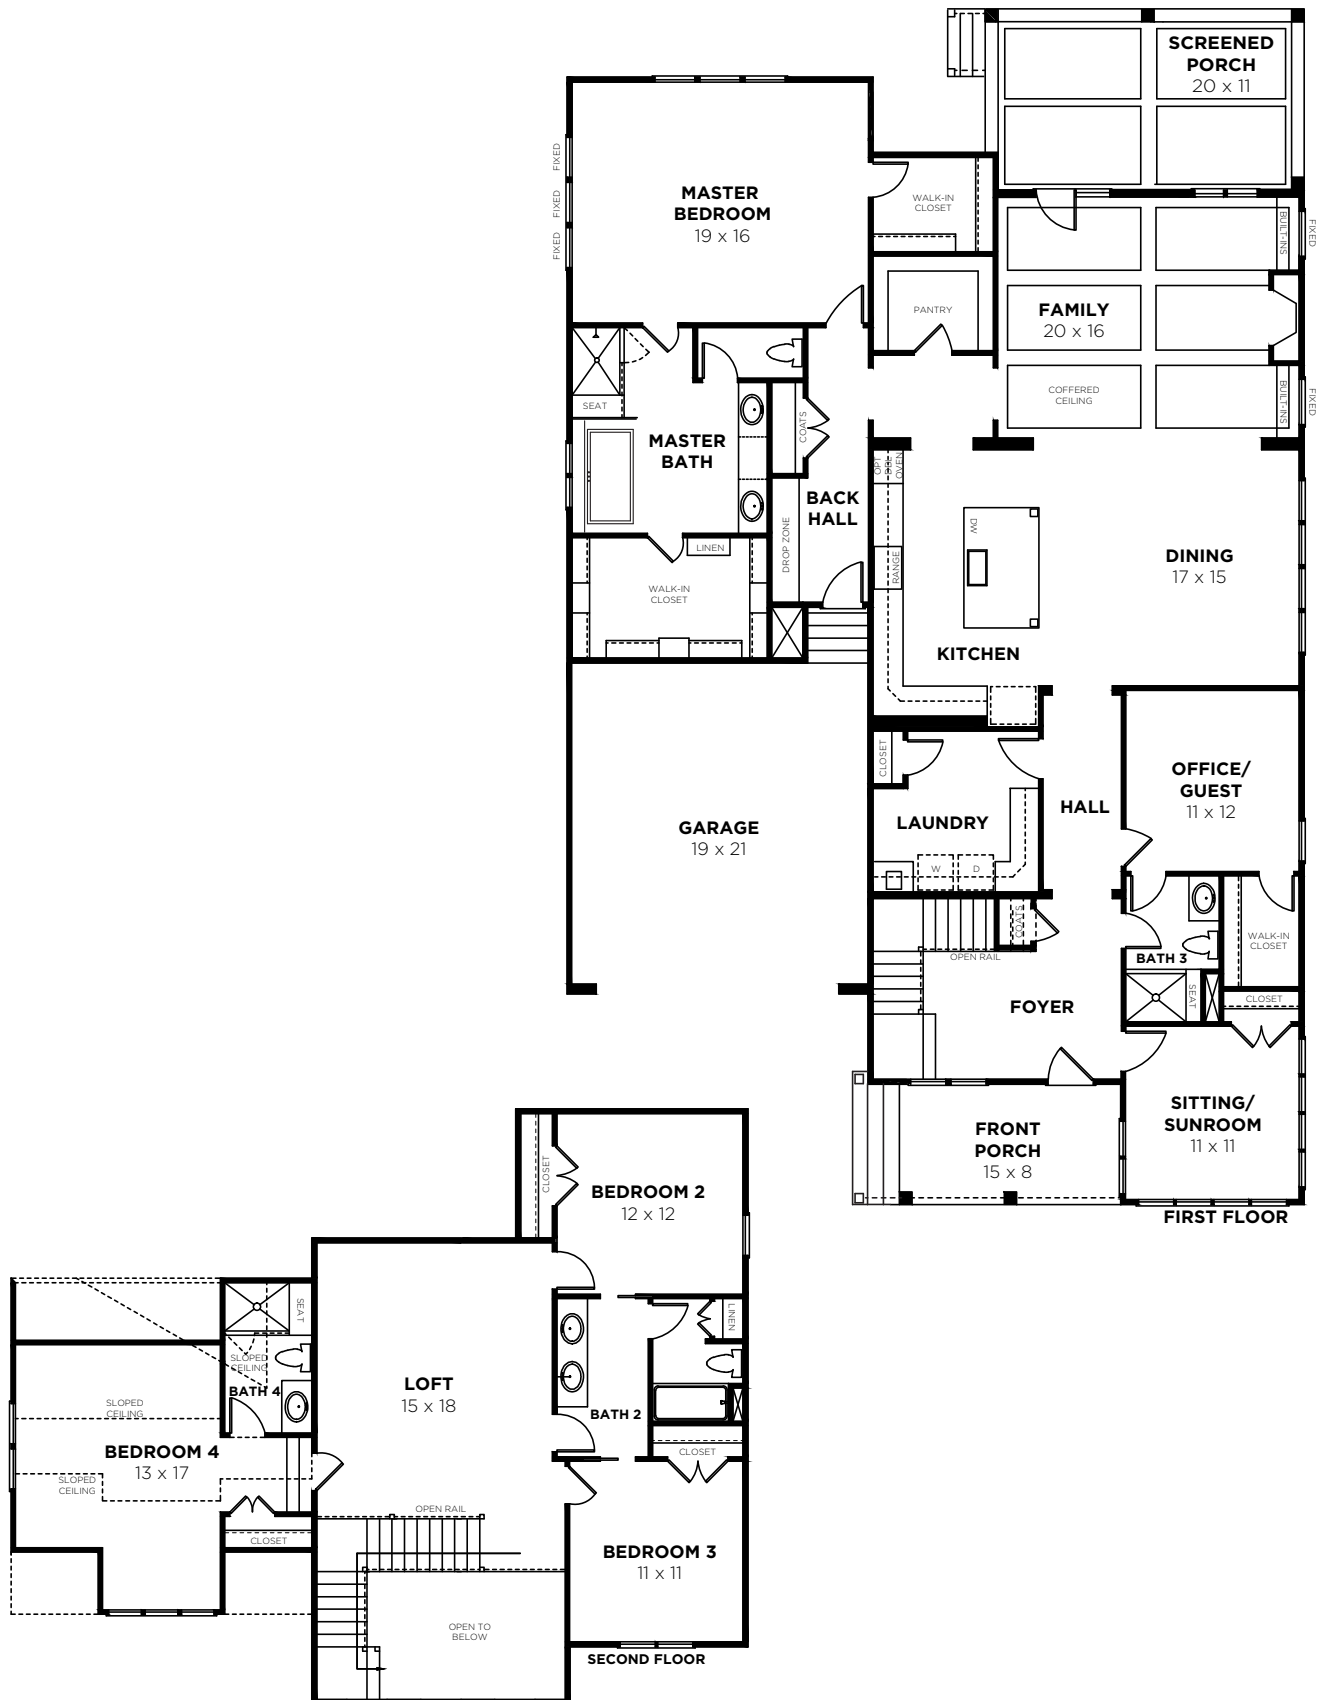 SCREENED
PORCH
20 x 11
FIXED
FIXED
FIXED
MASTER
BEDROOM
19 x 16
WALK-IN
CLOSET
BUILT-INS
FIXED
PANTRY
FAMILY
20 x 16
COFFERED
CEILING
BUILT-INS
FIXED
SEAT
MASTER
BATH
COATS
OPT
DBL
OVEN
BACK
HALL
DROP ZONE
DW
RANGE
DINING
17 x 15
LINEN
WALK-IN
CLOSET
KITCHEN
CLOSET
OFFICE/
GUEST
11 x 12
HALL
LAUNDRY
GARAGE
19 x 21
W
D
COATS
OPEN RAIL
BATH 3
WALK-IN
CLOSET
SEAT
CLOSET
FOYER
SITTING/
SUNROOM
11 x 11
FRONT
PORCH
15 x 8
FIRST FLOOR
CLOSET
BEDROOM 2
12 x 12
SEAT
LINEN
SLOPED
CEILING
BATH 4
LOFT
15 x 18
SLOPED
CEILING
BATH 2
BEDROOM 4
13 x 17
CLOSET
SLOPED
CEILING
OPEN RAIL
CLOSET
BEDROOM 3
11 x 11
OPEN TO
BELOW
SECOND FLOOR